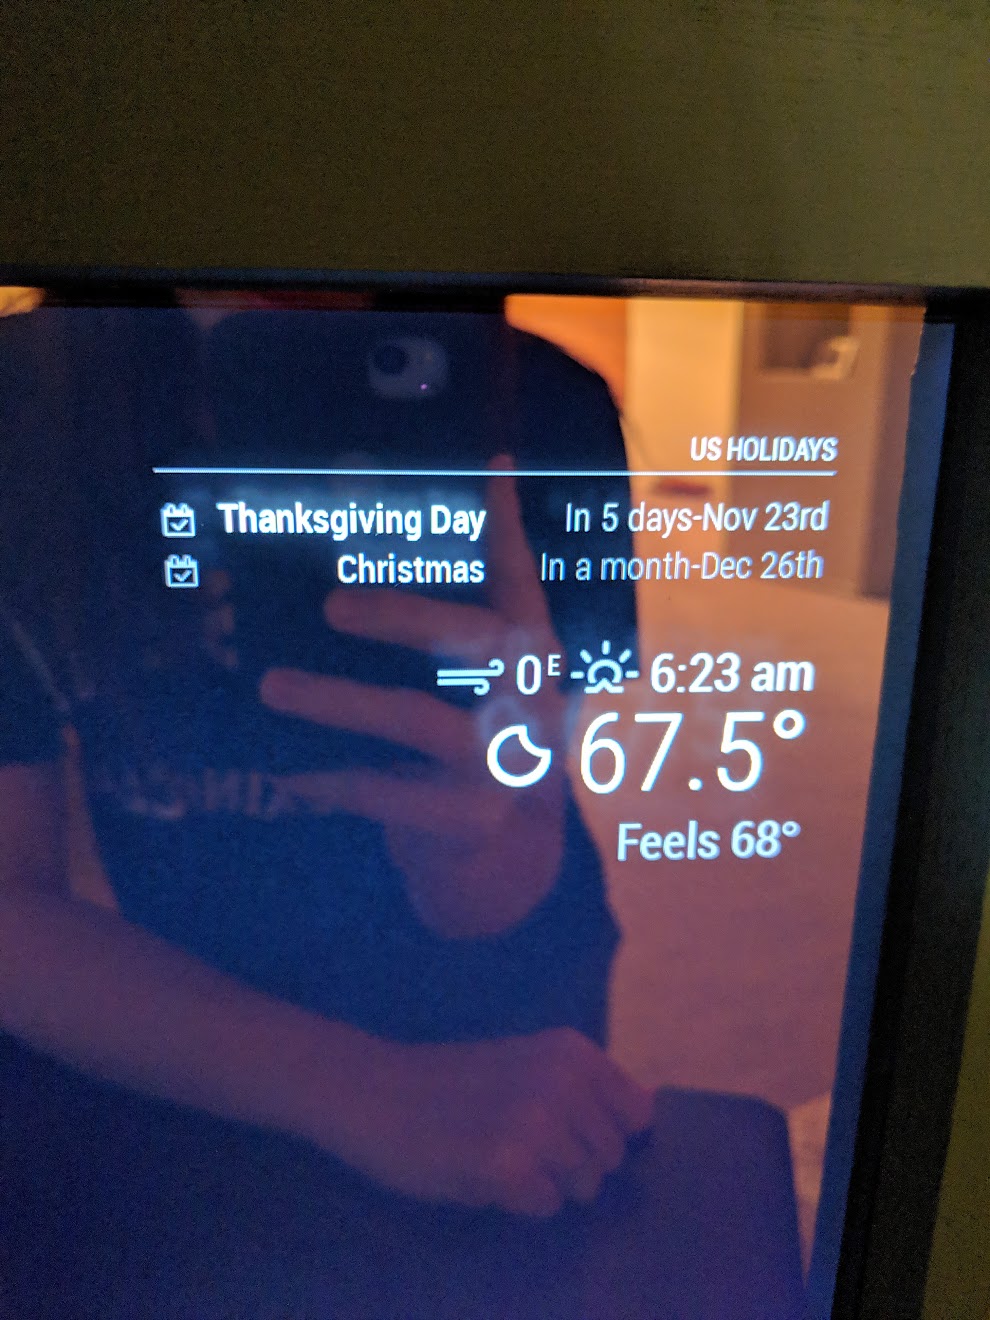 US HOLIDAYS
Thanksgiving Day In 5 days-Nov 23rd
Christmas In a month-Dec 26th
0 E 6:23 am
67.5°
Feels 68°